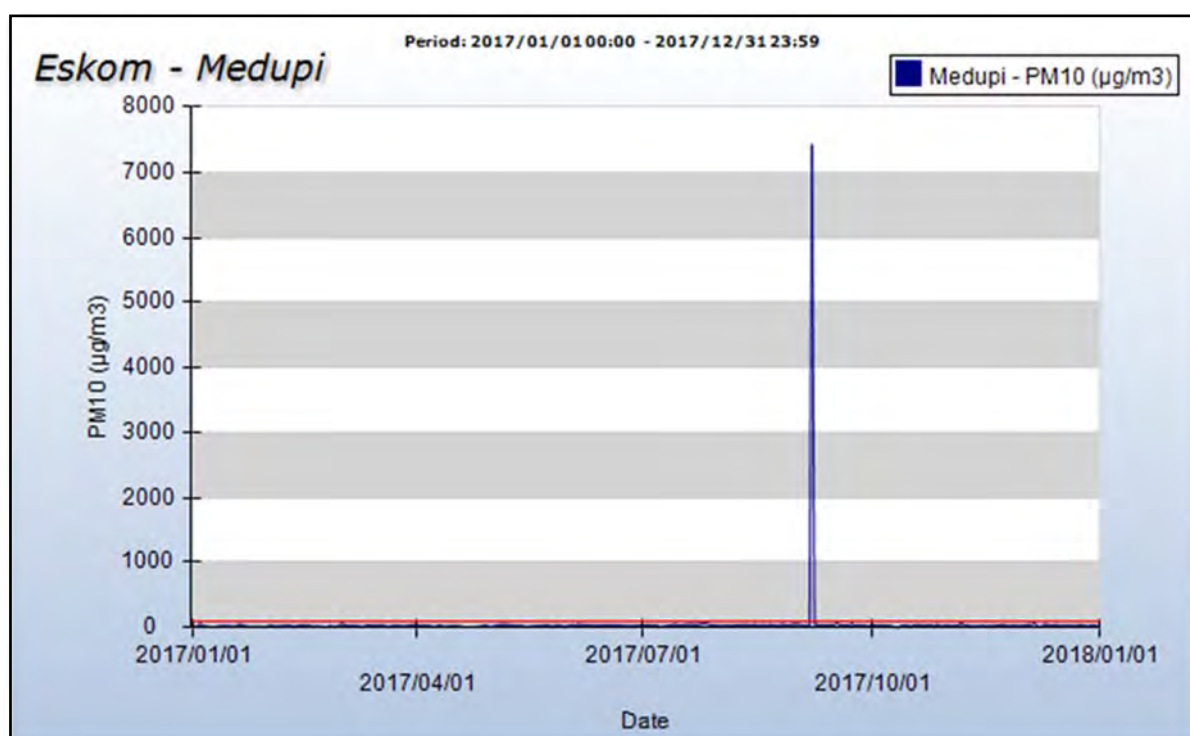 Period: 2017/01/01 00:00 - 2017/12/31 23:59
Eskom - Medupi
Medupi - PM10 (µg/m3)
8000
7000
6000
5000
4000
3000
2000
1000
0
PM10 (µg/m3)
2017/01/01
2017/04/01
2017/07/01
2017/10/01
2018/01/01
Date